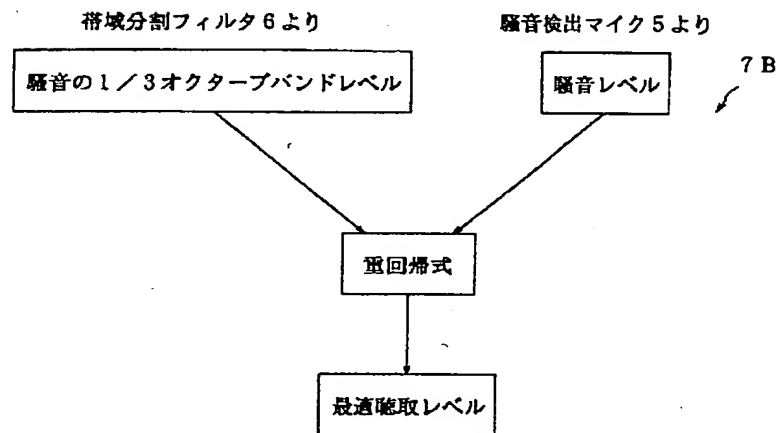 帯域分割フィルタ6より
騒音検出マイク5より
騒音の1／3オクターブバンドレベル
騒音レベル
7B
重回帰式
最適聴取レベル